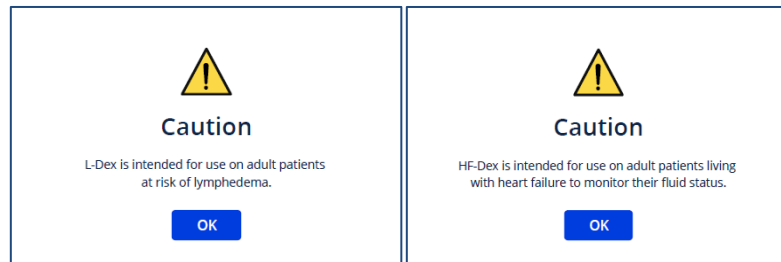 Caution
L-Dex is intended for use on adult patients
at risk of lymphedema.
OK
Caution
HF-Dex is intended for use on adult patients living
with heart failure to monitor their fluid status.
OK